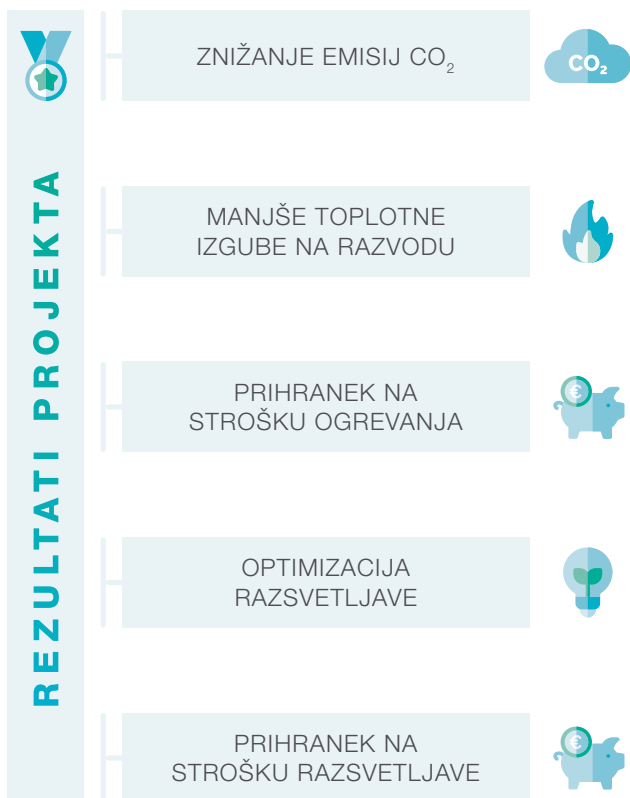 REZULTATI PROJEKTA
ZNIŽANJE EMISIJ CO₂
CO₂
MANJŠE TOPLOTNE
IZGUBE NA RAZVODU
PRIHRANEK NA
STROŠKU OGREVANJA
€
OPTIMIZACIJA
RAZSVETLJAVE
PRIHRANEK NA
STROŠKU RAZSVETLJAVE
€